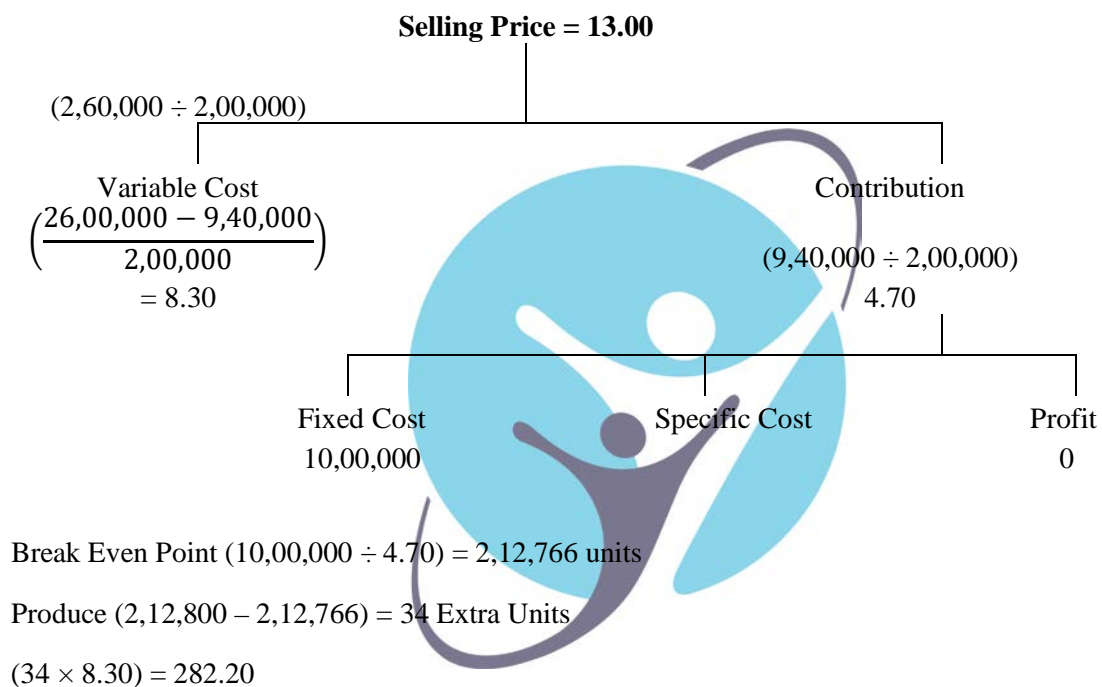 Selling Price = 13.00
(2,60,000 ÷ 2,00,000)
Variable Cost
(26,00,000 − 9,40,000 / 2,00,000)
= 8.30
Contribution
(9,40,000 ÷ 2,00,000)
4.70
Fixed Cost
10,00,000
Specific Cost
Profit
0
Break Even Point (10,00,000 ÷ 4.70) = 2,12,766 units
Produce (2,12,800 – 2,12,766) = 34 Extra Units
(34 × 8.30) = 282.20